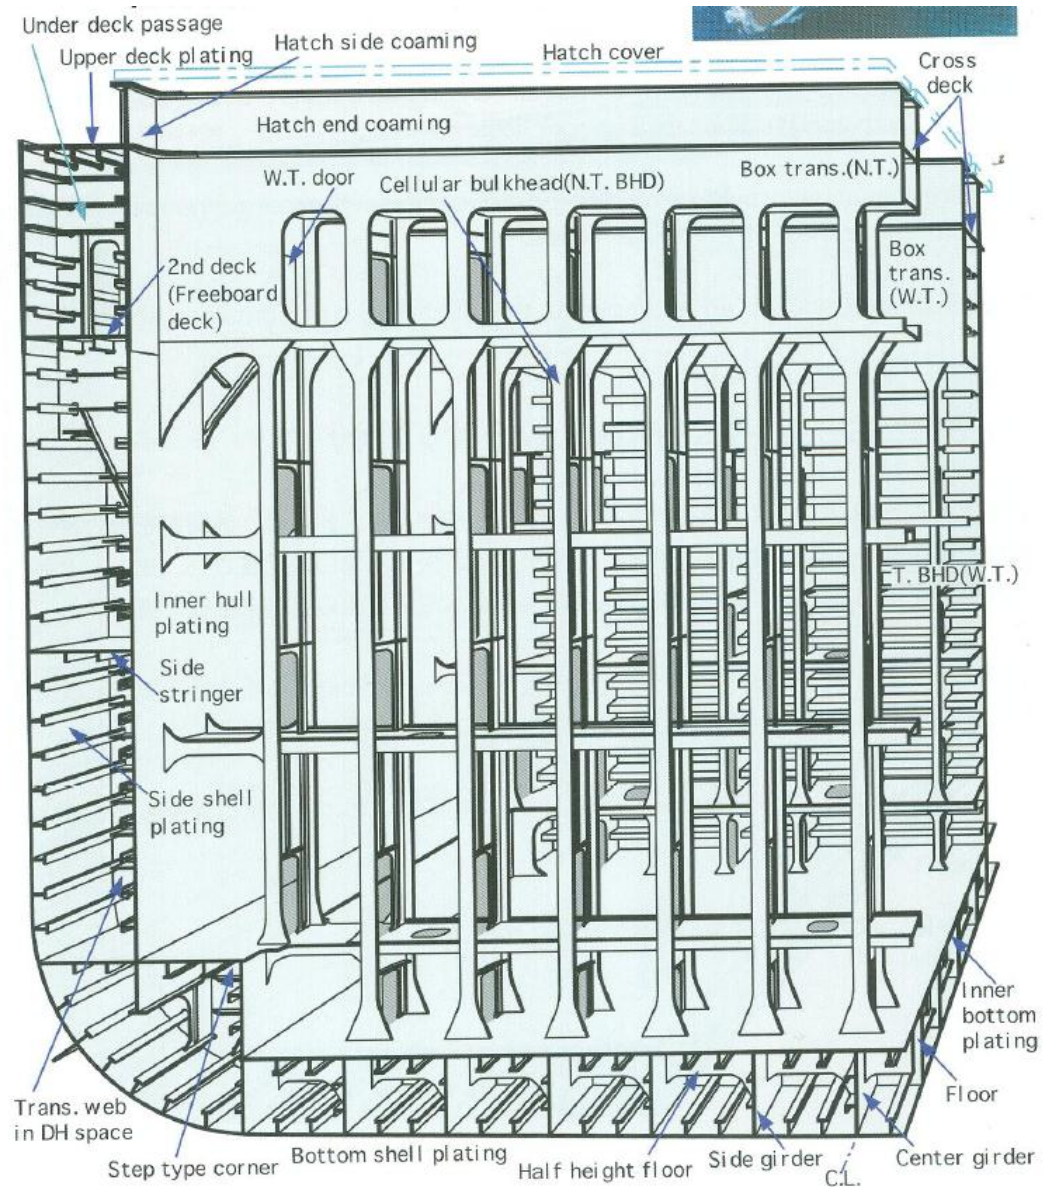 Under deck passage
Upper deck plating
Hatch side coaming
Hatch cover
Cross
deck
Hatch end coaming
W.T. door
Cellular bulkhead(N.T. BHD)
Box trans.(N.T.)
2nd deck
(Freeboard
deck)
Box
trans.
(W.T.)
T. BHD(W.T.)
Inner hull
plating
Side
stringer
Side shell
plating
Inner
bottom
plating
Floor
Trans. web
in DH space
Step type corner
Bottom shell plating
Half height floor
Side girder
C.L.
Center girder